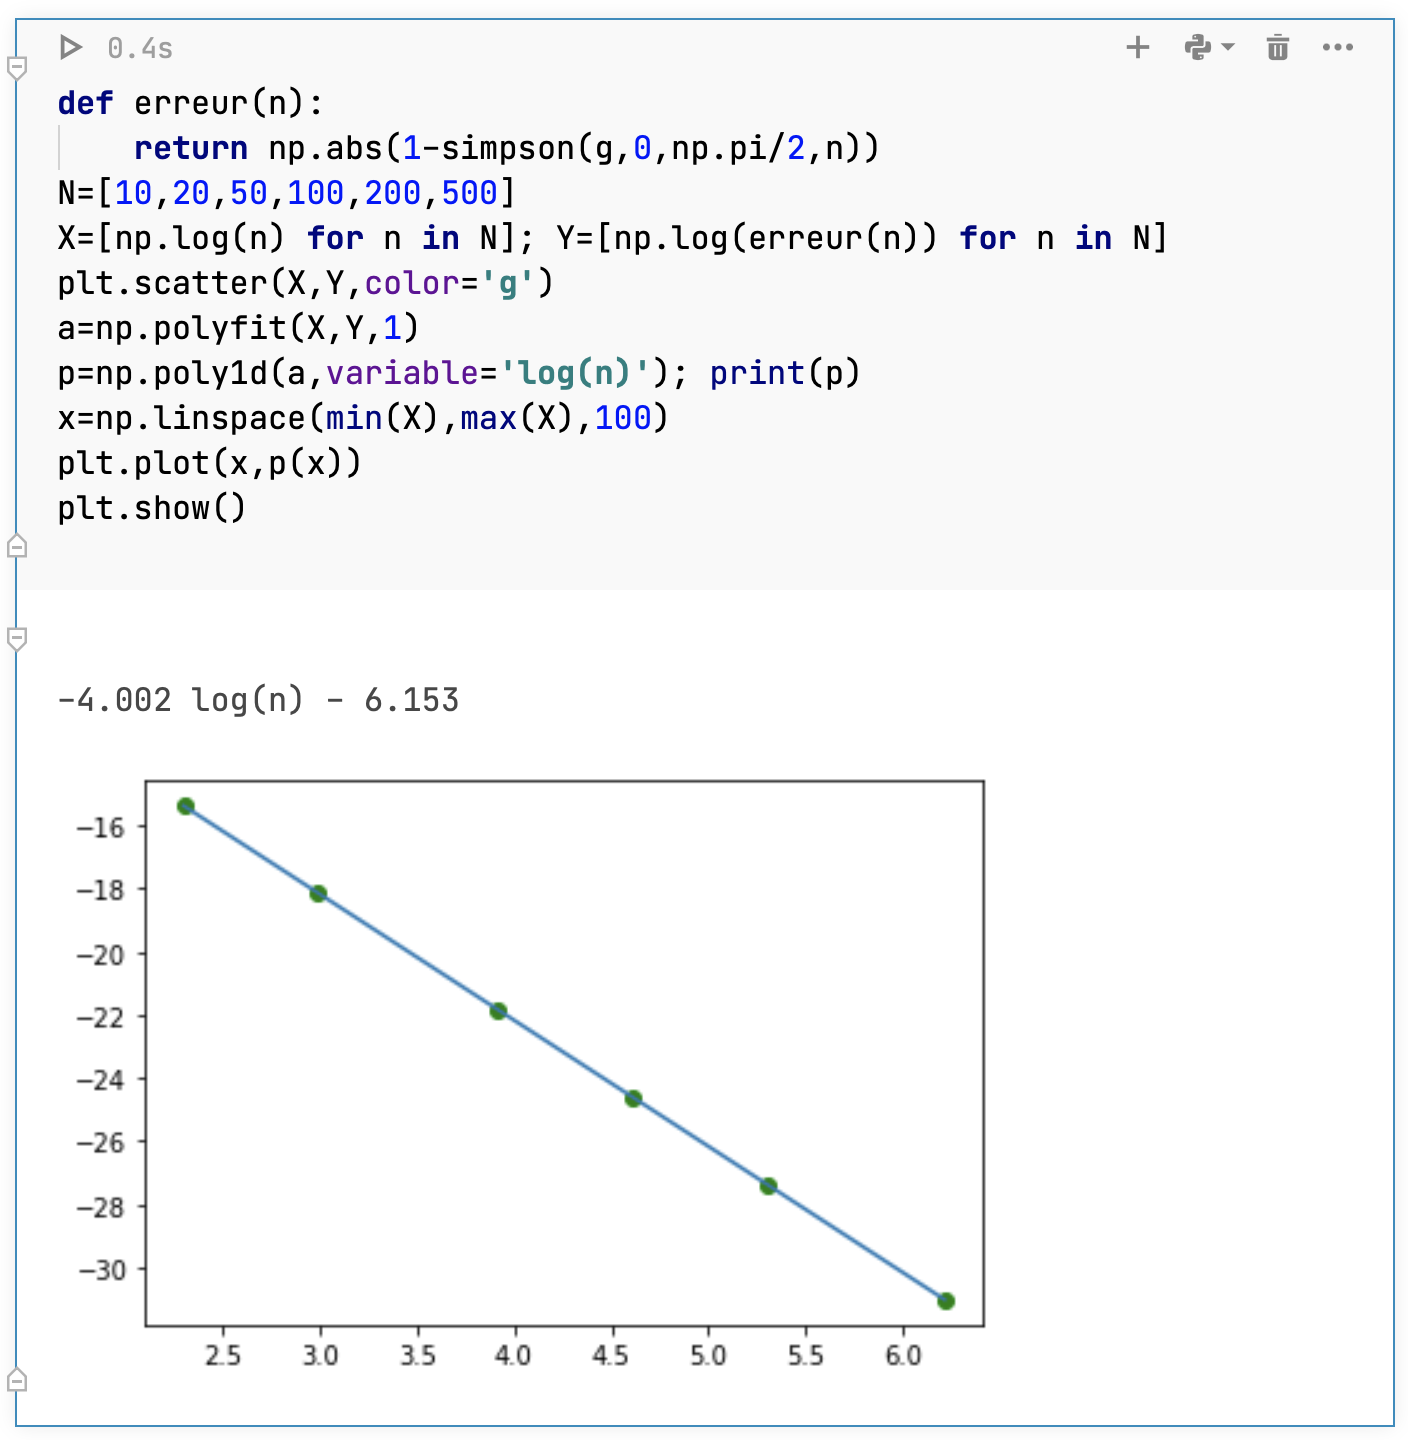 0.4s
def erreur(n):
    return np.abs(1-simpson(g,0,np.pi/2,n))
N=[10,20,50,100,200,500]
X=[np.log(n) for n in N]; Y=[np.log(erreur(n)) for n in N]
plt.scatter(X,Y,color='g')
a=np.polyfit(X,Y,1)
p=np.poly1d(a,variable='log(n)'); print(p)
x=np.linspace(min(X),max(X),100)
plt.plot(x,p(x))
plt.show()
-4.002 log(n) - 6.153
−16
−18
−20
−22
−24
−26
−28
−30
2.5 3.0 3.5 4.0 4.5 5.0 5.5 6.0